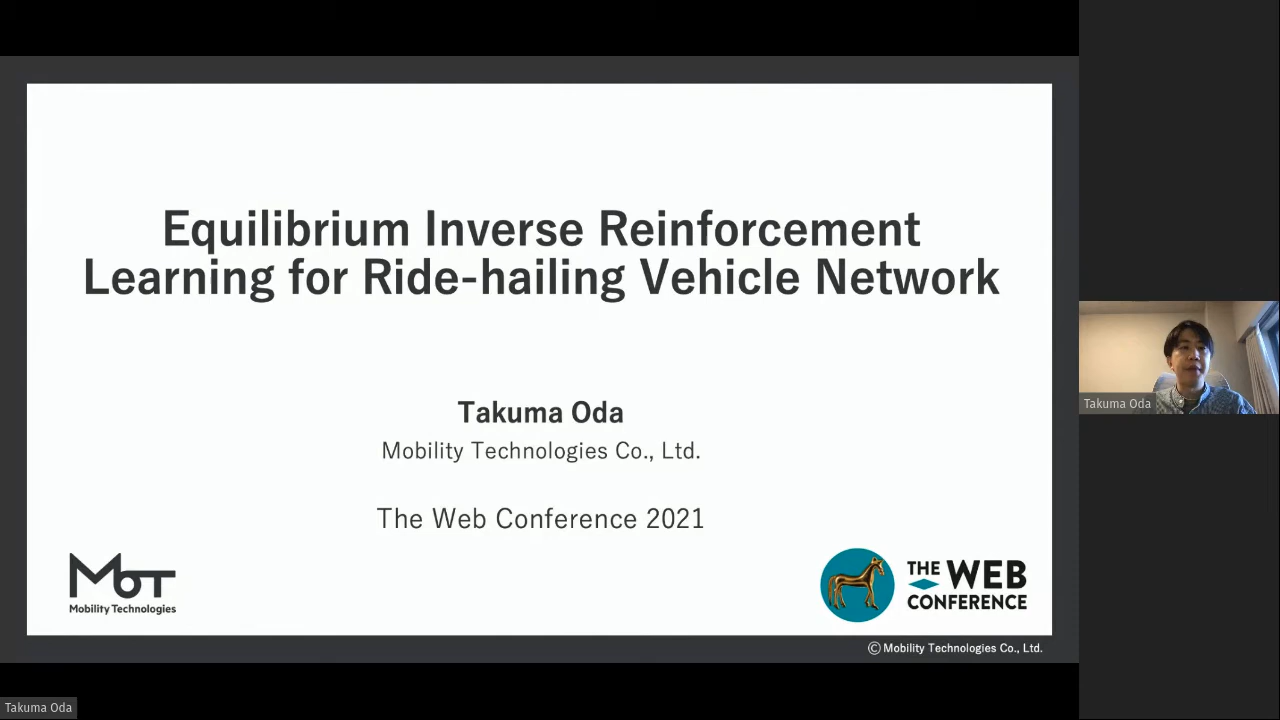 Equilibrium Inverse Reinforcement
Learning for Ride-hailing Vehicle Network
Takuma Oda
Mobility Technologies Co., Ltd.
The Web Conference 2021
MoT
Mobility Technologies
THE WEB
CONFERENCE
© Mobility Technologies Co., Ltd.
Takuma Oda
Takuma Oda